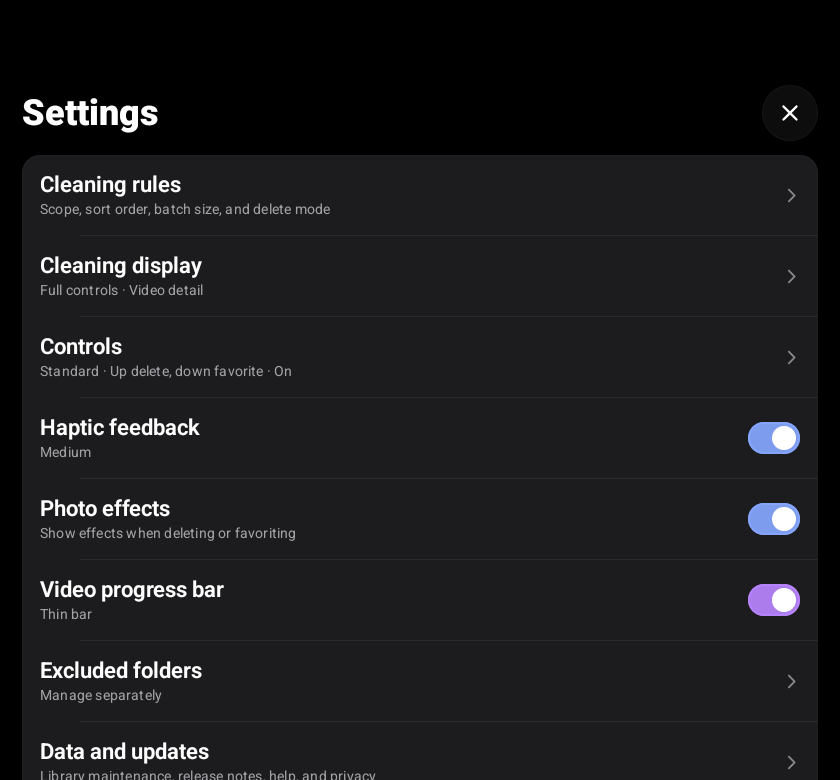 Settings
Cleaning rules
Scope, sort order, batch size, and delete mode
Cleaning display
Full controls · Video detail
Controls
Standard · Up delete, down favorite · On
Haptic feedback
Medium
Photo effects
Show effects when deleting or favoriting
Video progress bar
Thin bar
Excluded folders
Manage separately
Data and updates
Library maintenance, release notes, help, and privacy